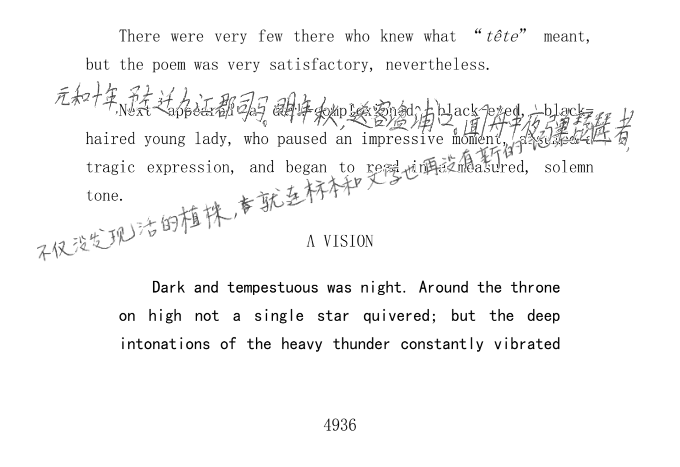 There were very few there who knew what “tête” meant,
but the poem was very satisfactory, nevertheless.
元和十年,予左迁九江郡司马。明年秋,送客湓浦口。闻舟中夜弹琵琶者,
Next appeared a dark-complexioned, black-eyed, black-
haired young lady, who paused an impressive moment, assumed a
tragic expression, and began to read in a measured, solemn
tone.
不仅没发现活的植株,就连标本和文字也再没有新的
A VISION
Dark and tempestuous was night. Around the throne
on high not a single star quivered; but the deep
intonations of the heavy thunder constantly vibrated
4936